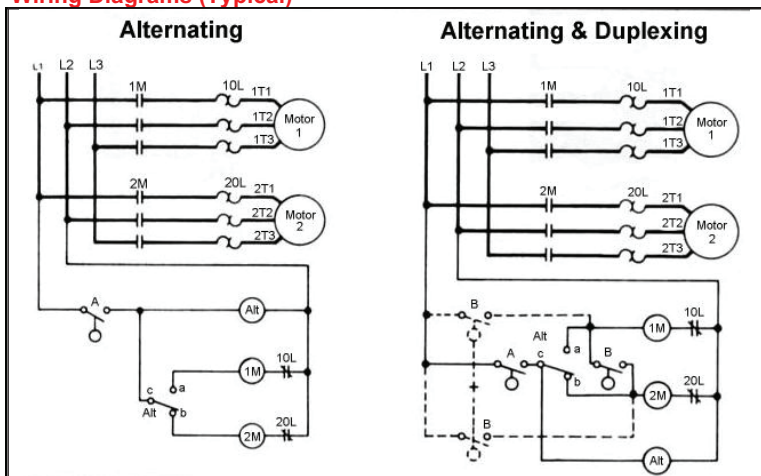 Wiring Diagrams (Typical)
Alternating
L1 L2 L3
1M 10L 1T1
1T2
1T3
Motor
1
2M 20L 2T1
2T2
2T3
Motor
2
A
Alt
1M 10L
a
c
Alt b
2M 20L
Alternating & Duplexing
L1 L2 L3
1M 10L 1T1
1T2
1T3
Motor
1
2M 20L 2T1
2T2
2T3
Motor
2
B
1M 10L
Alt
A c a B
b
2M 20L
B
Alt